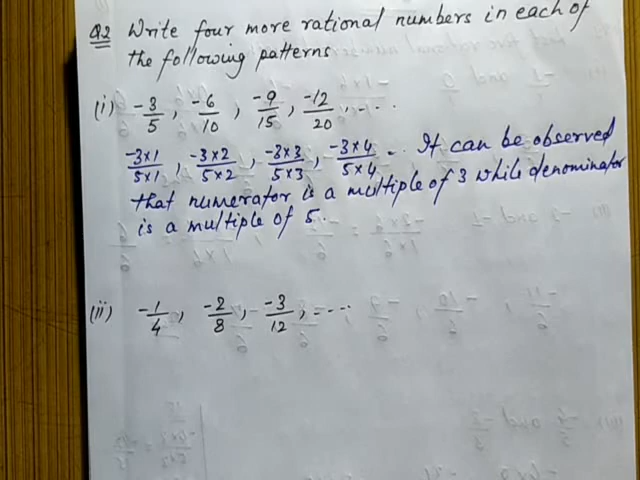 Q2 Write four more rational numbers in each of
the following patterns
(i) -3/5, -6/10, -9/15, -12/20, ....
-3×1/5×1, -3×2/5×2, -3×3/5×3, -3×4/5×4 - It can be observed
that numerator is a multiple of 3 while denominator
is a multiple of 5.
(ii) -1/4, -2/8, -3/12, ----